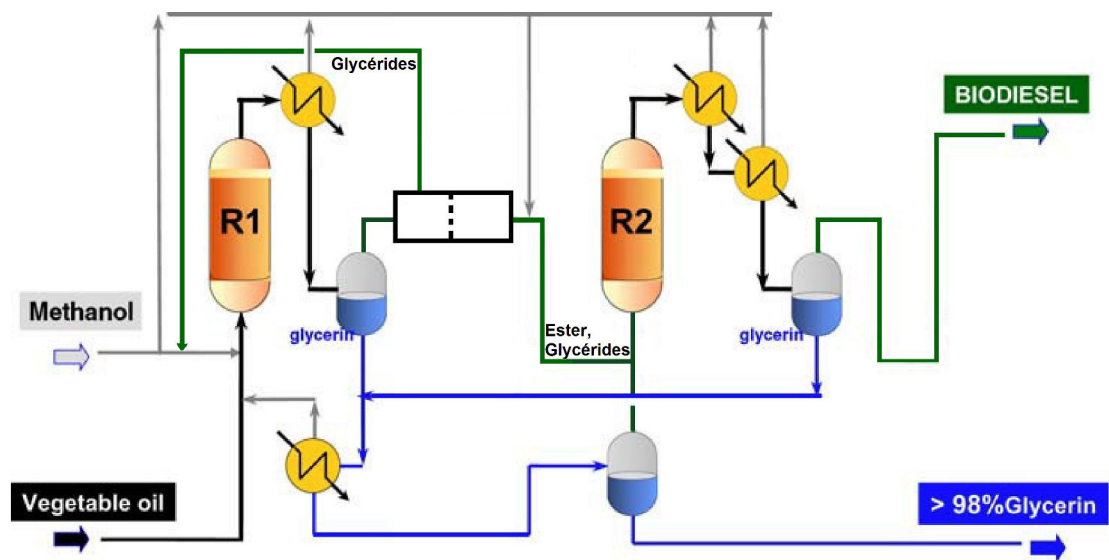 Glycérides
BIODIESEL
R1
R2
Methanol
glycerin
Ester,
Glycérides
glycerin
Vegetable oil
> 98%Glycerin